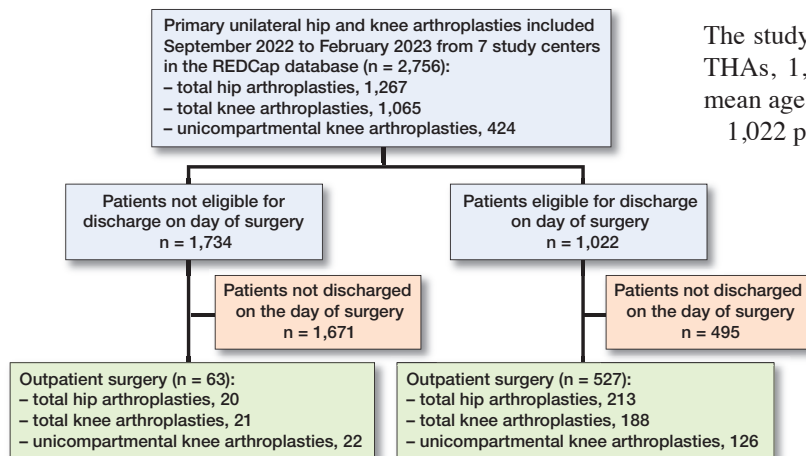 Primary unilateral hip and knee arthroplasties included
September 2022 to February 2023 from 7 study centers
in the REDCap database (n = 2,756):
– total hip arthroplasties, 1,267
– total knee arthroplasties, 1,065
– unicompartmental knee arthroplasties, 424
The study
THAs, 1,
mean age
1,022 p
Patients not eligible for
discharge on day of surgery
n = 1,734
Patients eligible for discharge
on day of surgery
n = 1,022
Patients not discharged
on the day of surgery
n = 1,671
Patients not discharged
on the day of surgery
n = 495
Outpatient surgery (n = 63):
– total hip arthroplasties, 20
– total knee arthroplasties, 21
– unicompartmental knee arthroplasties, 22
Outpatient surgery (n = 527):
– total hip arthroplasties, 213
– total knee arthroplasties, 188
– unicompartmental knee arthroplasties, 126